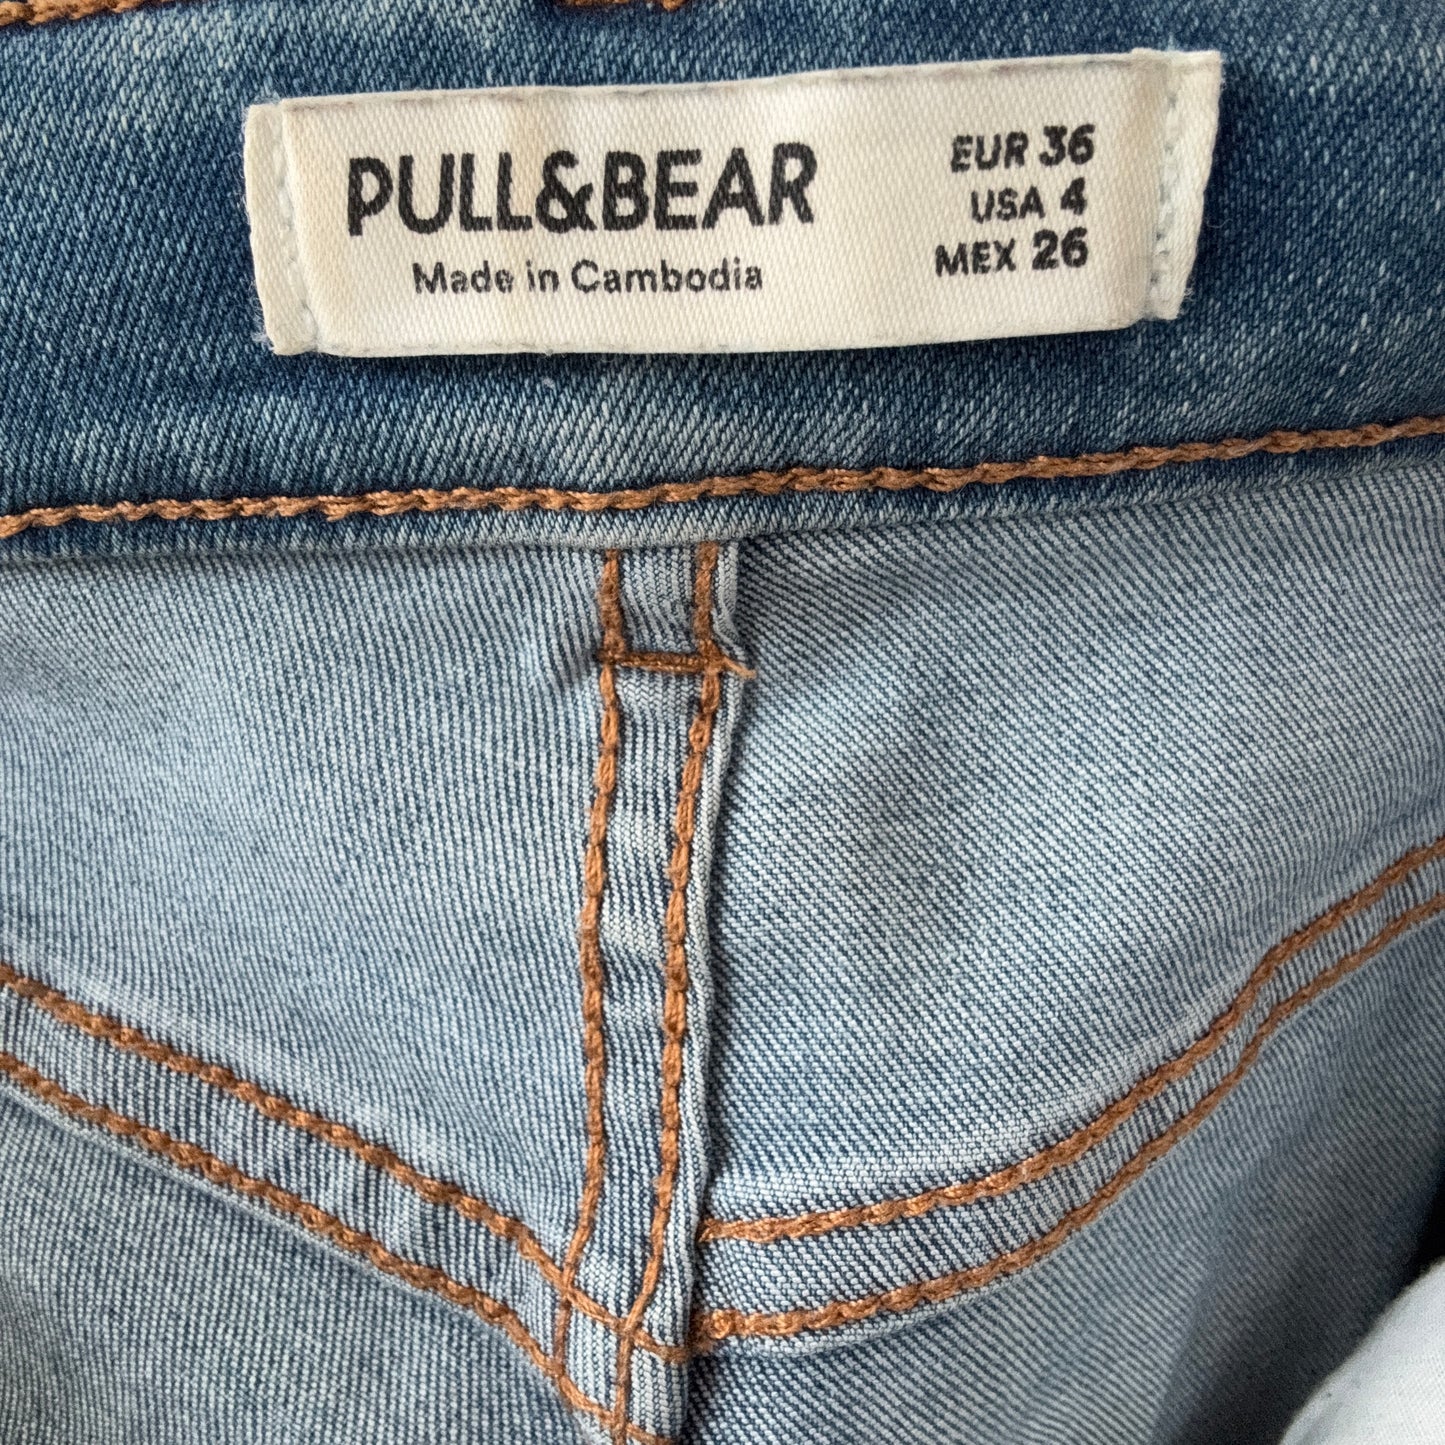 PULL&BEAR
Made in Cambodia
EUR 36
USA 4
MEX 26